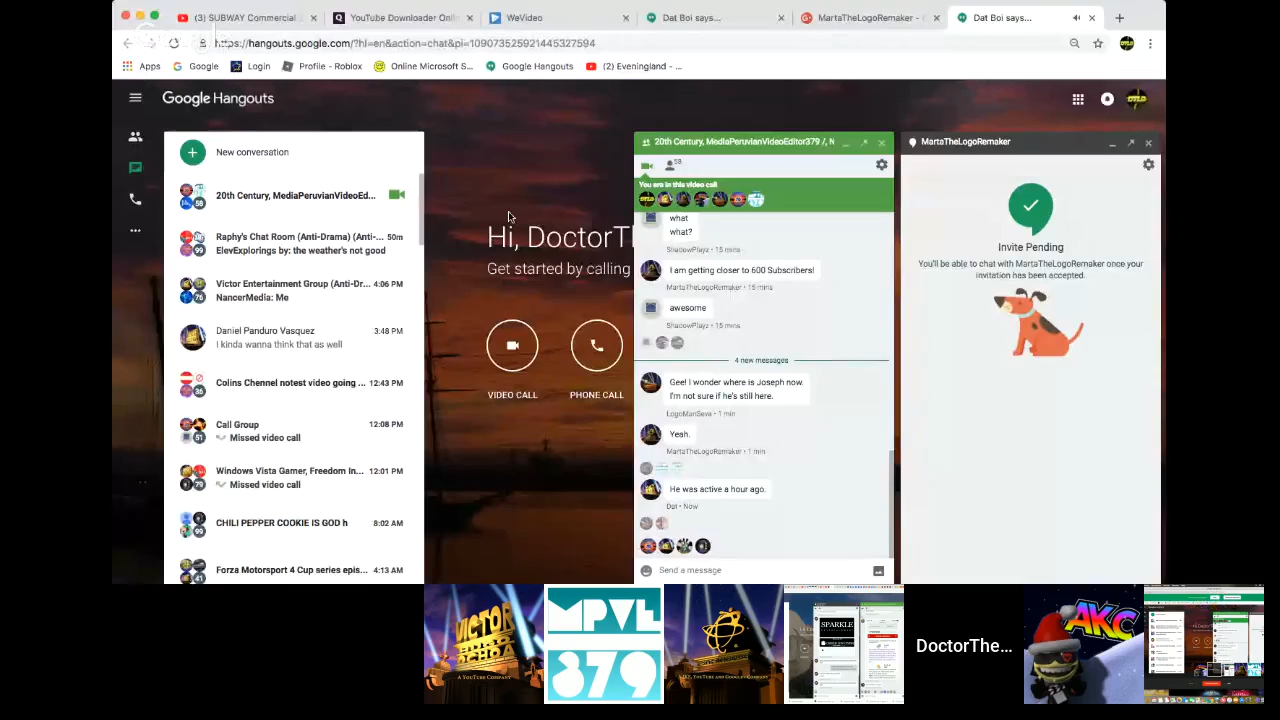 (3) SUBWAY Commercial
YouTube Downloader Onli
WeVideo
Dat Boi says...
MartaTheLogoRemaker - 
Dat Boi says...
https://hangouts.google.com/?hl=en&action=chat&pi=109073525921445327594
Apps
Google
Login
Profile - Roblox
Online Microsoft S...
Google Hangouts
(2) Eveningland - ...
Google Hangouts
New conversation
20th Century, MediaPeruvianVideoEd...
58
Raphy's Chat Room (Anti-Drama) (Anti-... 50m
ElevExplorings by: the weather's not good
99
Victor Entertainment Group (Anti-Dr... 4:06 PM
NancerMedia: Me
76
Daniel Panduro Vasquez 3:48 PM
I kinda wanna think that as well
Colins Chennel notest video going ... 12:43 PM
36
Call Group 12:08 PM
Missed video call
51
Windows Vista Gamer, Freedom In... 12:01 PM
Missed video call
79
CHILI PEPPER COOKIE IS GOD h 8:02 AM
99
Forza Motorsport 4 Cup series epis... 4:13 AM
41
Hi, DoctorT
Get started by calling
VIDEO CALL
PHONE CALL
20th Century, MediaPeruvianVideoEditor379 /, N
58
You are in this video call
what
what?
ShadowPlayz • 15 mins
I am getting closer to 600 Subscribers!
MartaTheLogoRemaker • 15 mins
awesome
ShadowPlayz • 15 mins
4 new messages
Gee! I wonder where is Joseph now.
I'm not sure if he's still here.
LogoManSeva • 1 min
Yeah.
MartaTheLogoRemaker • 1 min
He was active a hour ago.
Dat • Now
Send a message
MartaTheLogoRemaker
Invite Pending
You'll be able to chat with MartaTheLogoRemaker once your
invitation has been accepted.
MPVE
379
SPARKLE
DoctorThe...
AKC